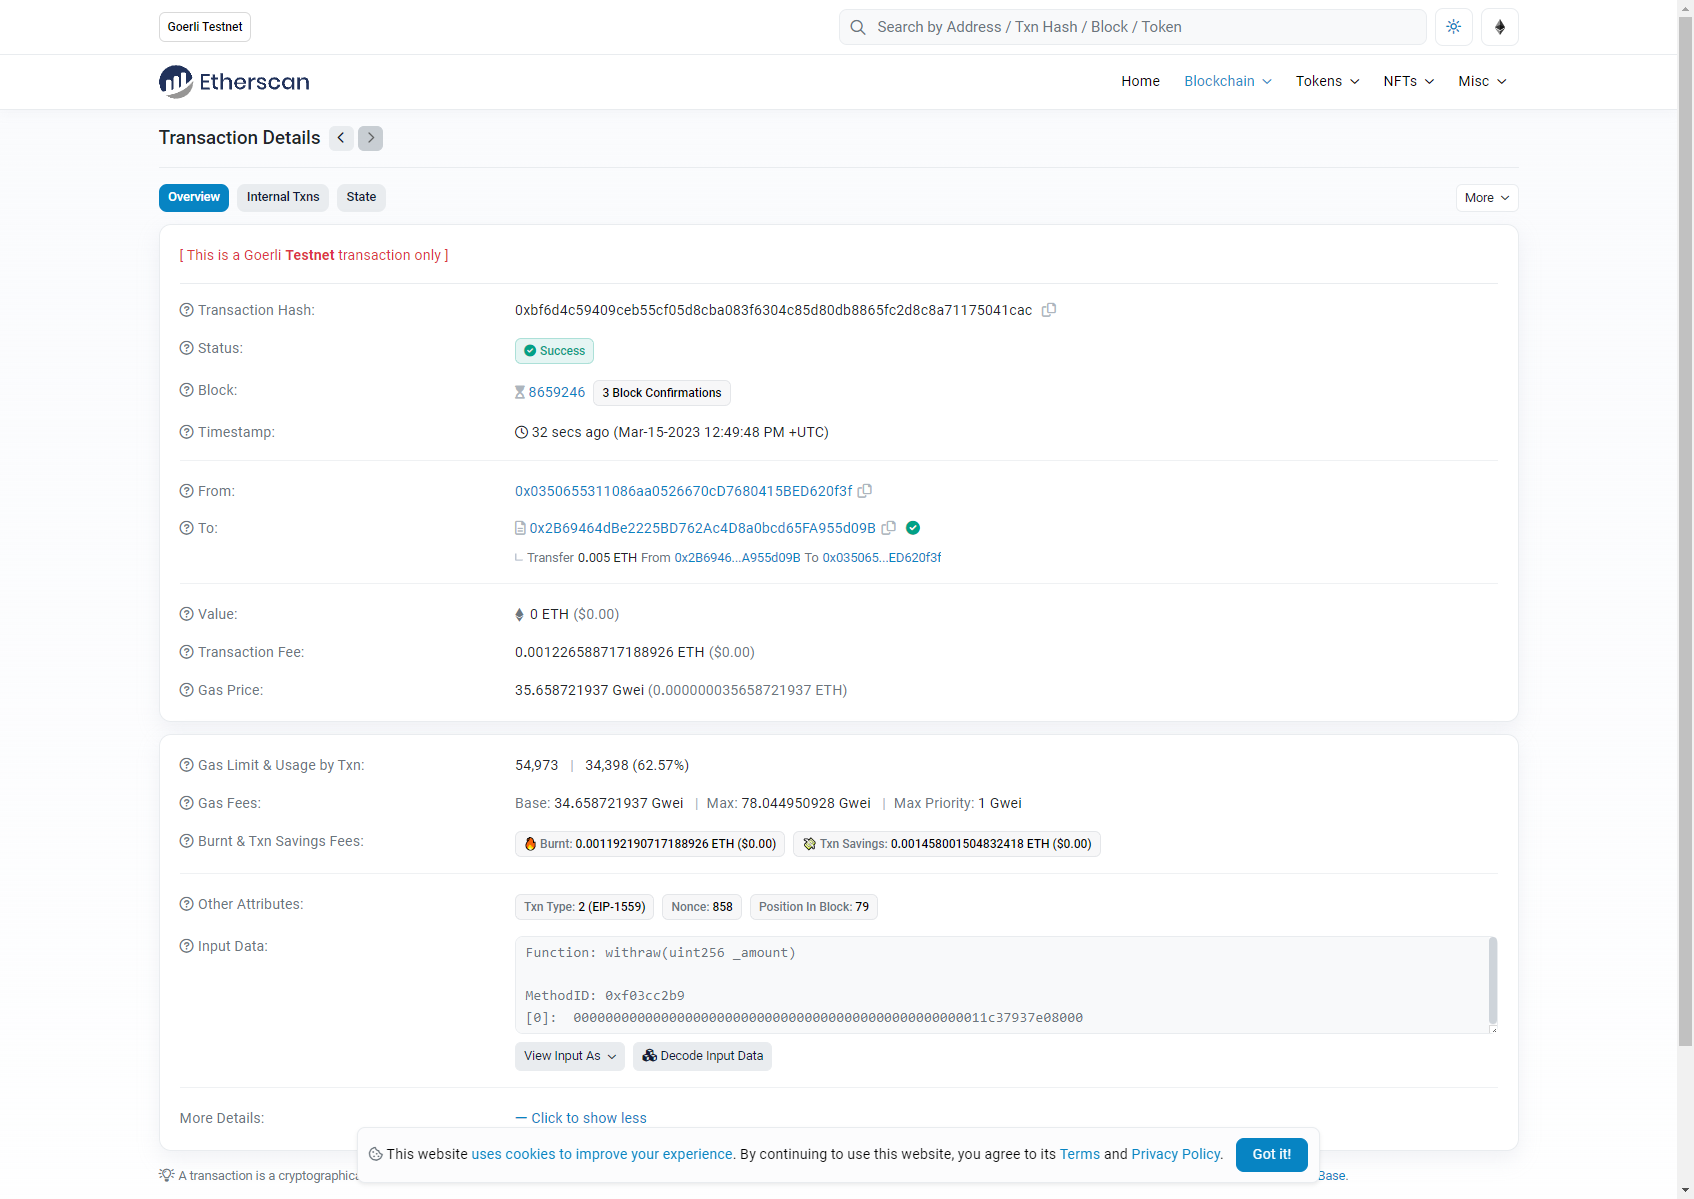 Goerli Testnet
Search by Address / Txn Hash / Block / Token
Etherscan
Home Blockchain Tokens NFTs Misc
Transaction Details
Overview Internal Txns State More
[ This is a Goerli Testnet transaction only ]
Transaction Hash: 0xbf6d4c59409ceb55cf05d8cba083f6304c85d80db8865fc2d8c8a71175041cac
Status: Success
Block: 8659246 3 Block Confirmations
Timestamp: 32 secs ago (Mar-15-2023 12:49:48 PM +UTC)
From: 0x0350655311086aa0526670cD7680415BED620f3f
To: 0x2B69464dBe2225BD762Ac4D8a0bcd65FA955d09B
Transfer 0.005 ETH From 0x2B6946...A955d09B To 0x035065...ED620f3f
Value: 0 ETH ($0.00)
Transaction Fee: 0.001226588717188926 ETH ($0.00)
Gas Price: 35.658721937 Gwei (0.000000035658721937 ETH)
Gas Limit & Usage by Txn: 54,973 | 34,398 (62.57%)
Gas Fees: Base: 34.658721937 Gwei | Max: 78.044950928 Gwei | Max Priority: 1 Gwei
Burnt & Txn Savings Fees: Burnt: 0.001192190717188926 ETH ($0.00) Txn Savings: 0.001458001504832418 ETH ($0.00)
Other Attributes: Txn Type: 2 (EIP-1559) Nonce: 858 Position In Block: 79
Input Data: Function: withraw(uint256 _amount)
MethodID: 0xf03cc2b9
[0]: 0000000000000000000000000000000000000000000000000011c37937e08000
View Input As Decode Input Data
More Details: — Click to show less
This website uses cookies to improve your experience. By continuing to use this website, you agree to its Terms and Privacy Policy. Got it!
A transaction is a cryptographica Base.